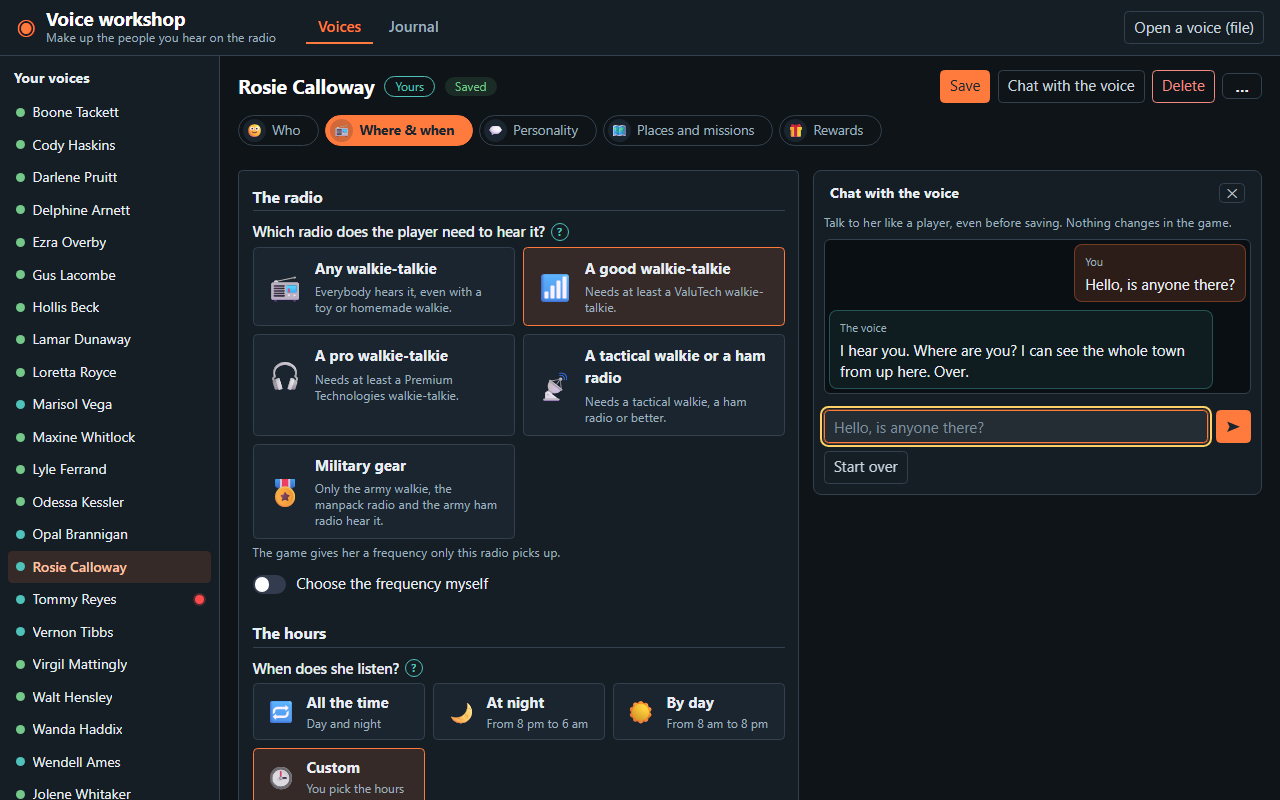 Voice workshop
Make up the people you hear on the radio
Voices
Journal
Open a voice (file)
Your voices
Boone Tackett
Cody Haskins
Darlene Pruitt
Delphine Arnett
Ezra Overby
Gus Lacombe
Hollis Beck
Lamar Dunaway
Loretta Royce
Marisol Vega
Maxine Whitlock
Lyle Ferrand
Odessa Kessler
Opal Brannigan
Rosie Calloway
Tommy Reyes
Vernon Tibbs
Virgil Mattingly
Walt Hensley
Wanda Haddix
Wendell Ames
Jolene Whitaker
Rosie Calloway
Yours
Saved
Save
Chat with the voice
Delete
...
Who
Where & when
Personality
Places and missions
Rewards
The radio
Which radio does the player need to hear it? ?
Any walkie-talkie
Everybody hears it, even with a
toy or homemade walkie.
A good walkie-talkie
Needs at least a ValuTech walkie-
talkie.
A pro walkie-talkie
Needs at least a Premium
Technologies walkie-talkie.
A tactical walkie or a ham
radio
Needs a tactical walkie, a ham
radio or better.
Military gear
Only the army walkie, the
manpack radio and the army ham
radio hear it.
The game gives her a frequency only this radio picks up.
Choose the frequency myself
The hours
When does she listen? ?
All the time
Day and night
At night
From 8 pm to 6 am
By day
From 8 am to 8 pm
Custom
You pick the hours
Chat with the voice
Talk to her like a player, even before saving. Nothing changes in the game.
You
Hello, is anyone there?
The voice
I hear you. Where are you? I can see the whole town
from up here. Over.
Hello, is anyone there?
Start over